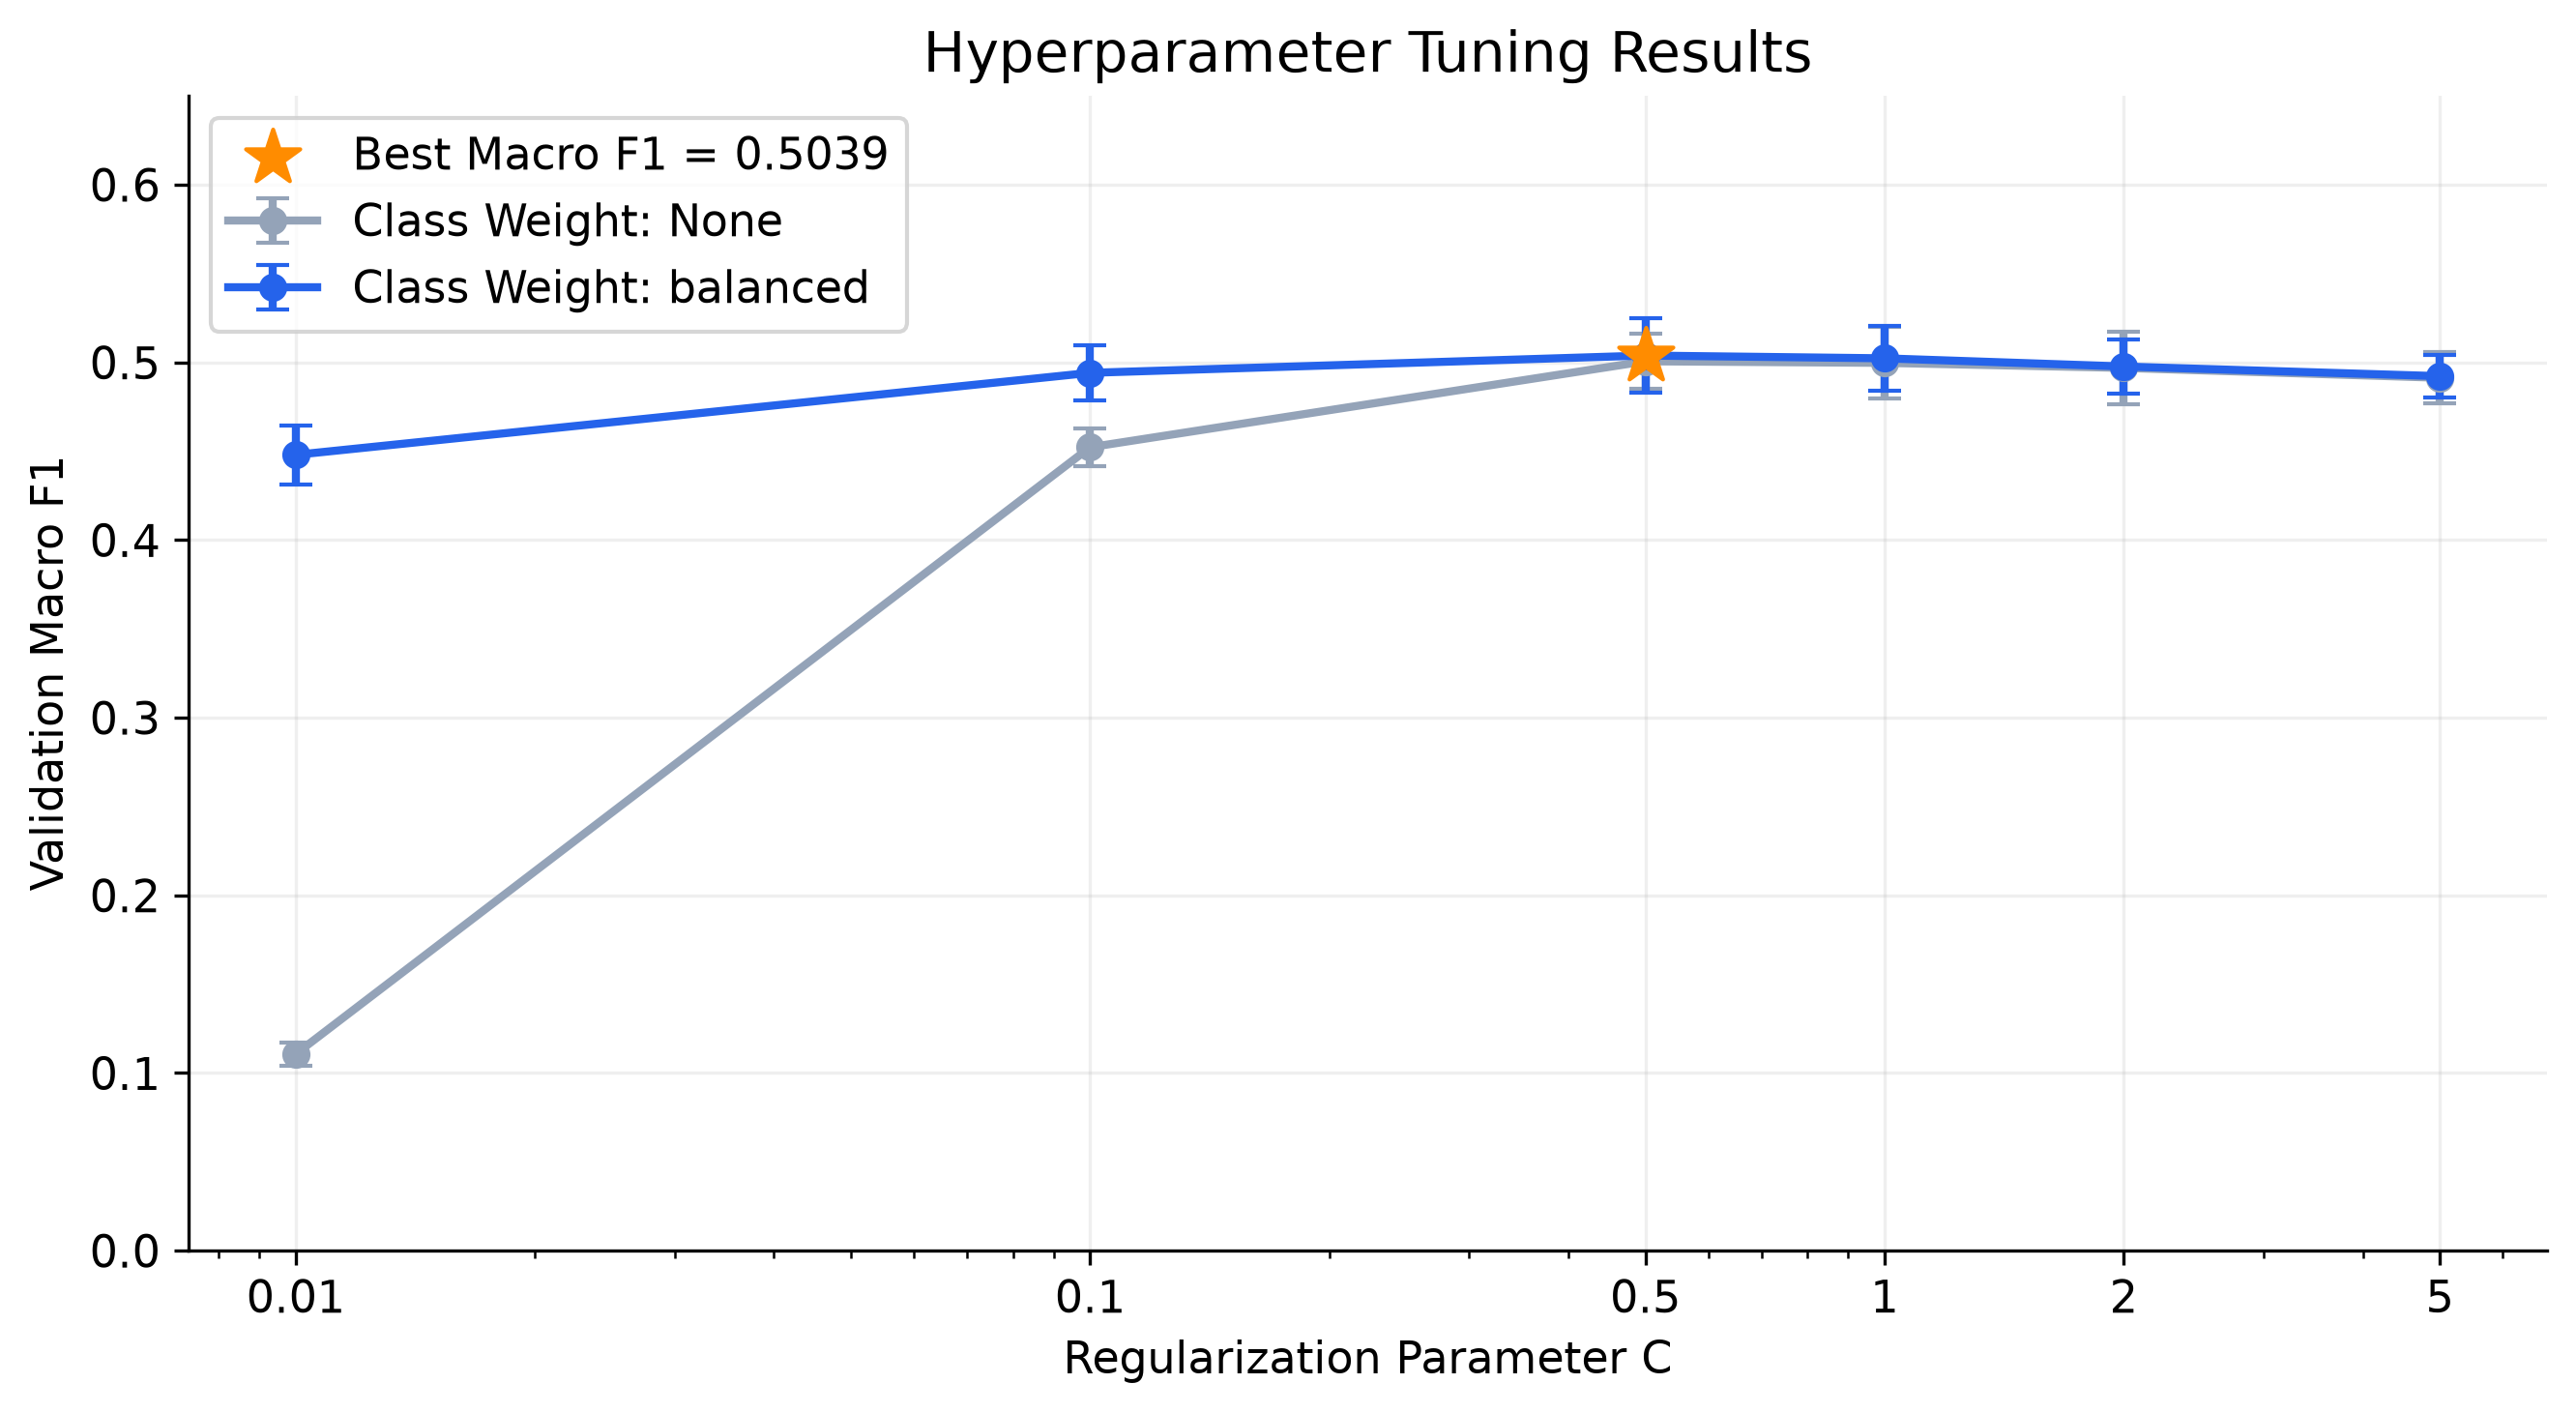 Hyperparameter Tuning Results
Best Macro F1 = 0.5039
Class Weight: None
Class Weight: balanced
Validation Macro F1
0.6
0.5
0.4
0.3
0.2
0.1
0.0
0.01 0.1 0.5 1 2 5
Regularization Parameter C